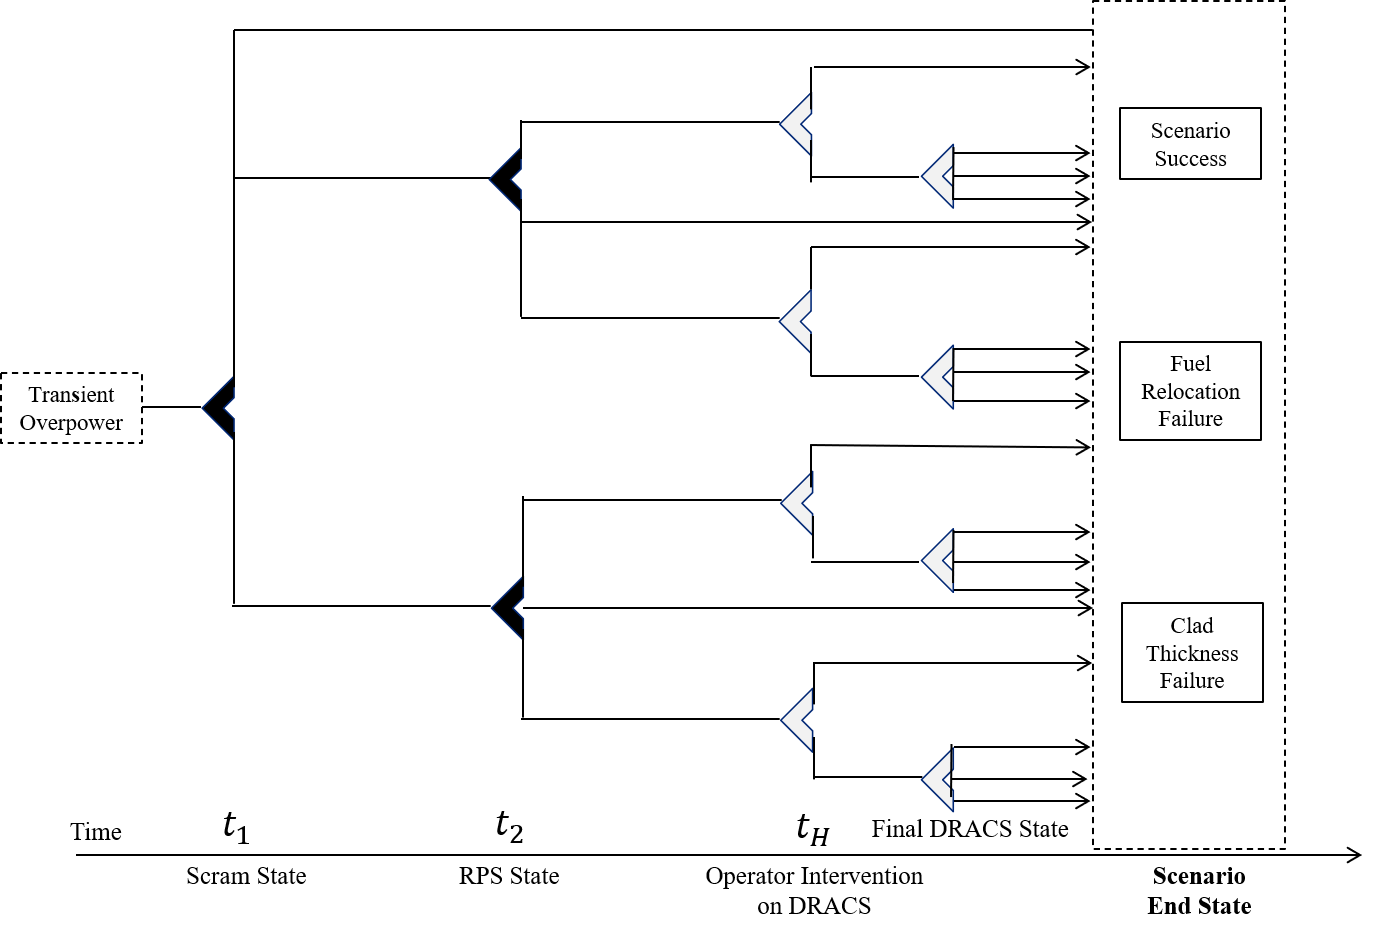 Scenario
Success
Fuel
Relocation
Failure
Transient
Overpower
Clad
Thickness
Failure
Time
t1
t2
tH
Final DRACS State
Scram State
RPS State
Operator Intervention
on DRACS
Scenario
End State